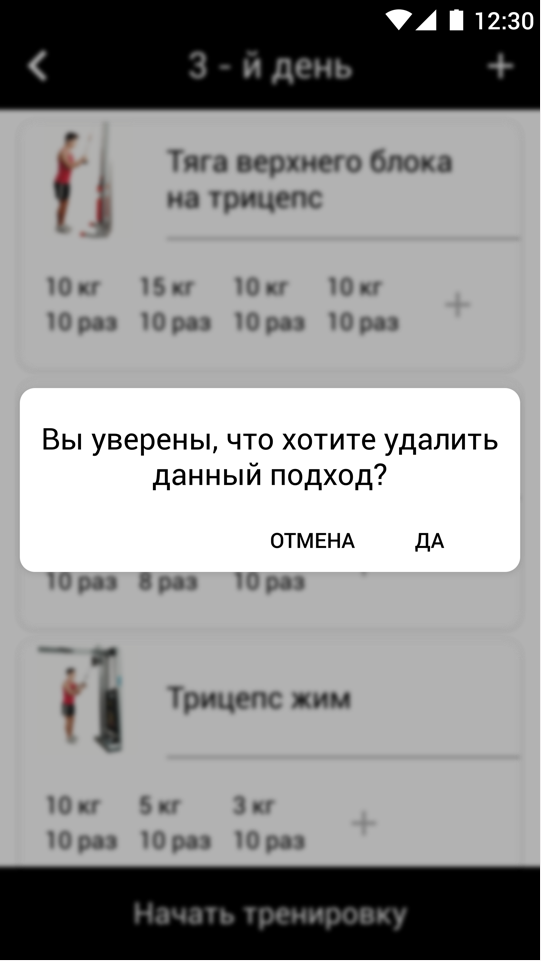 12:30
3 - й день
Тяга верхнего блока
на трицепс
10 кг 15 кг 10 кг 10 кг
10 раз 10 раз 10 раз 10 раз
Вы уверены, что хотите удалить
данный подход?
ОТМЕНА ДА
10 раз 8 раз 10 раз
Трицепс жим
10 кг 5 кг 3 кг
10 раз 10 раз 10 раз
Начать тренировку